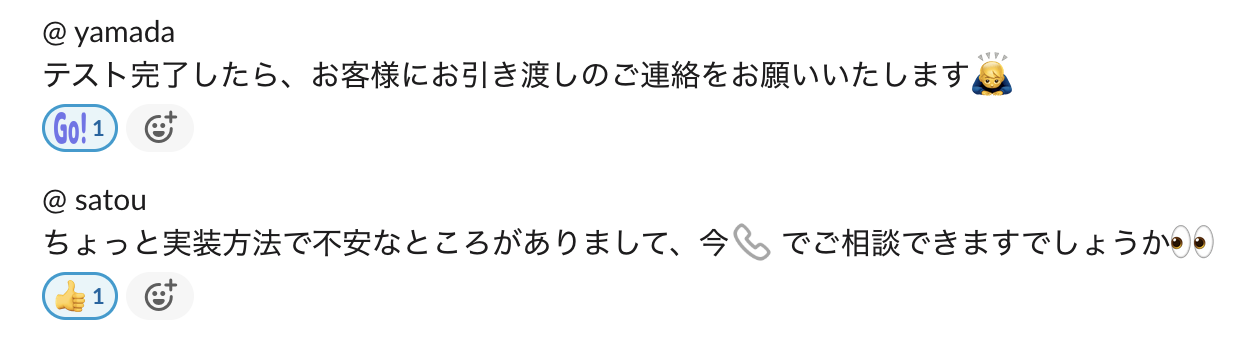 @ yamada
テスト完了したら、お客様にお引き渡しのご連絡をお願いいたします🙇
Go! 1
@ satou
ちょっと実装方法で不安なところがありまして、今📞 でご相談できますでしょうか👀
👍 1